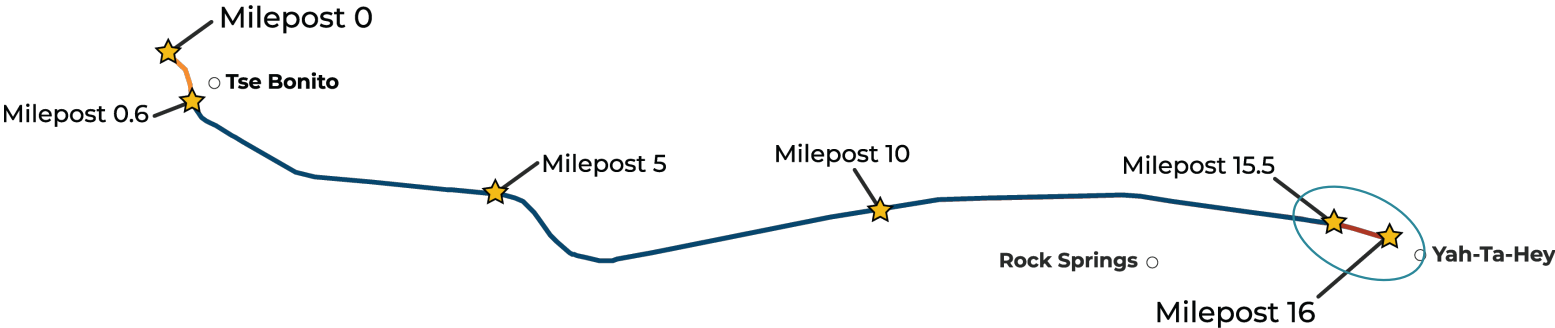 Milepost 0
Tse Bonito
Milepost 0.6
Milepost 5
Milepost 10
Milepost 15.5
Rock Springs
Yah-Ta-Hey
Milepost 16